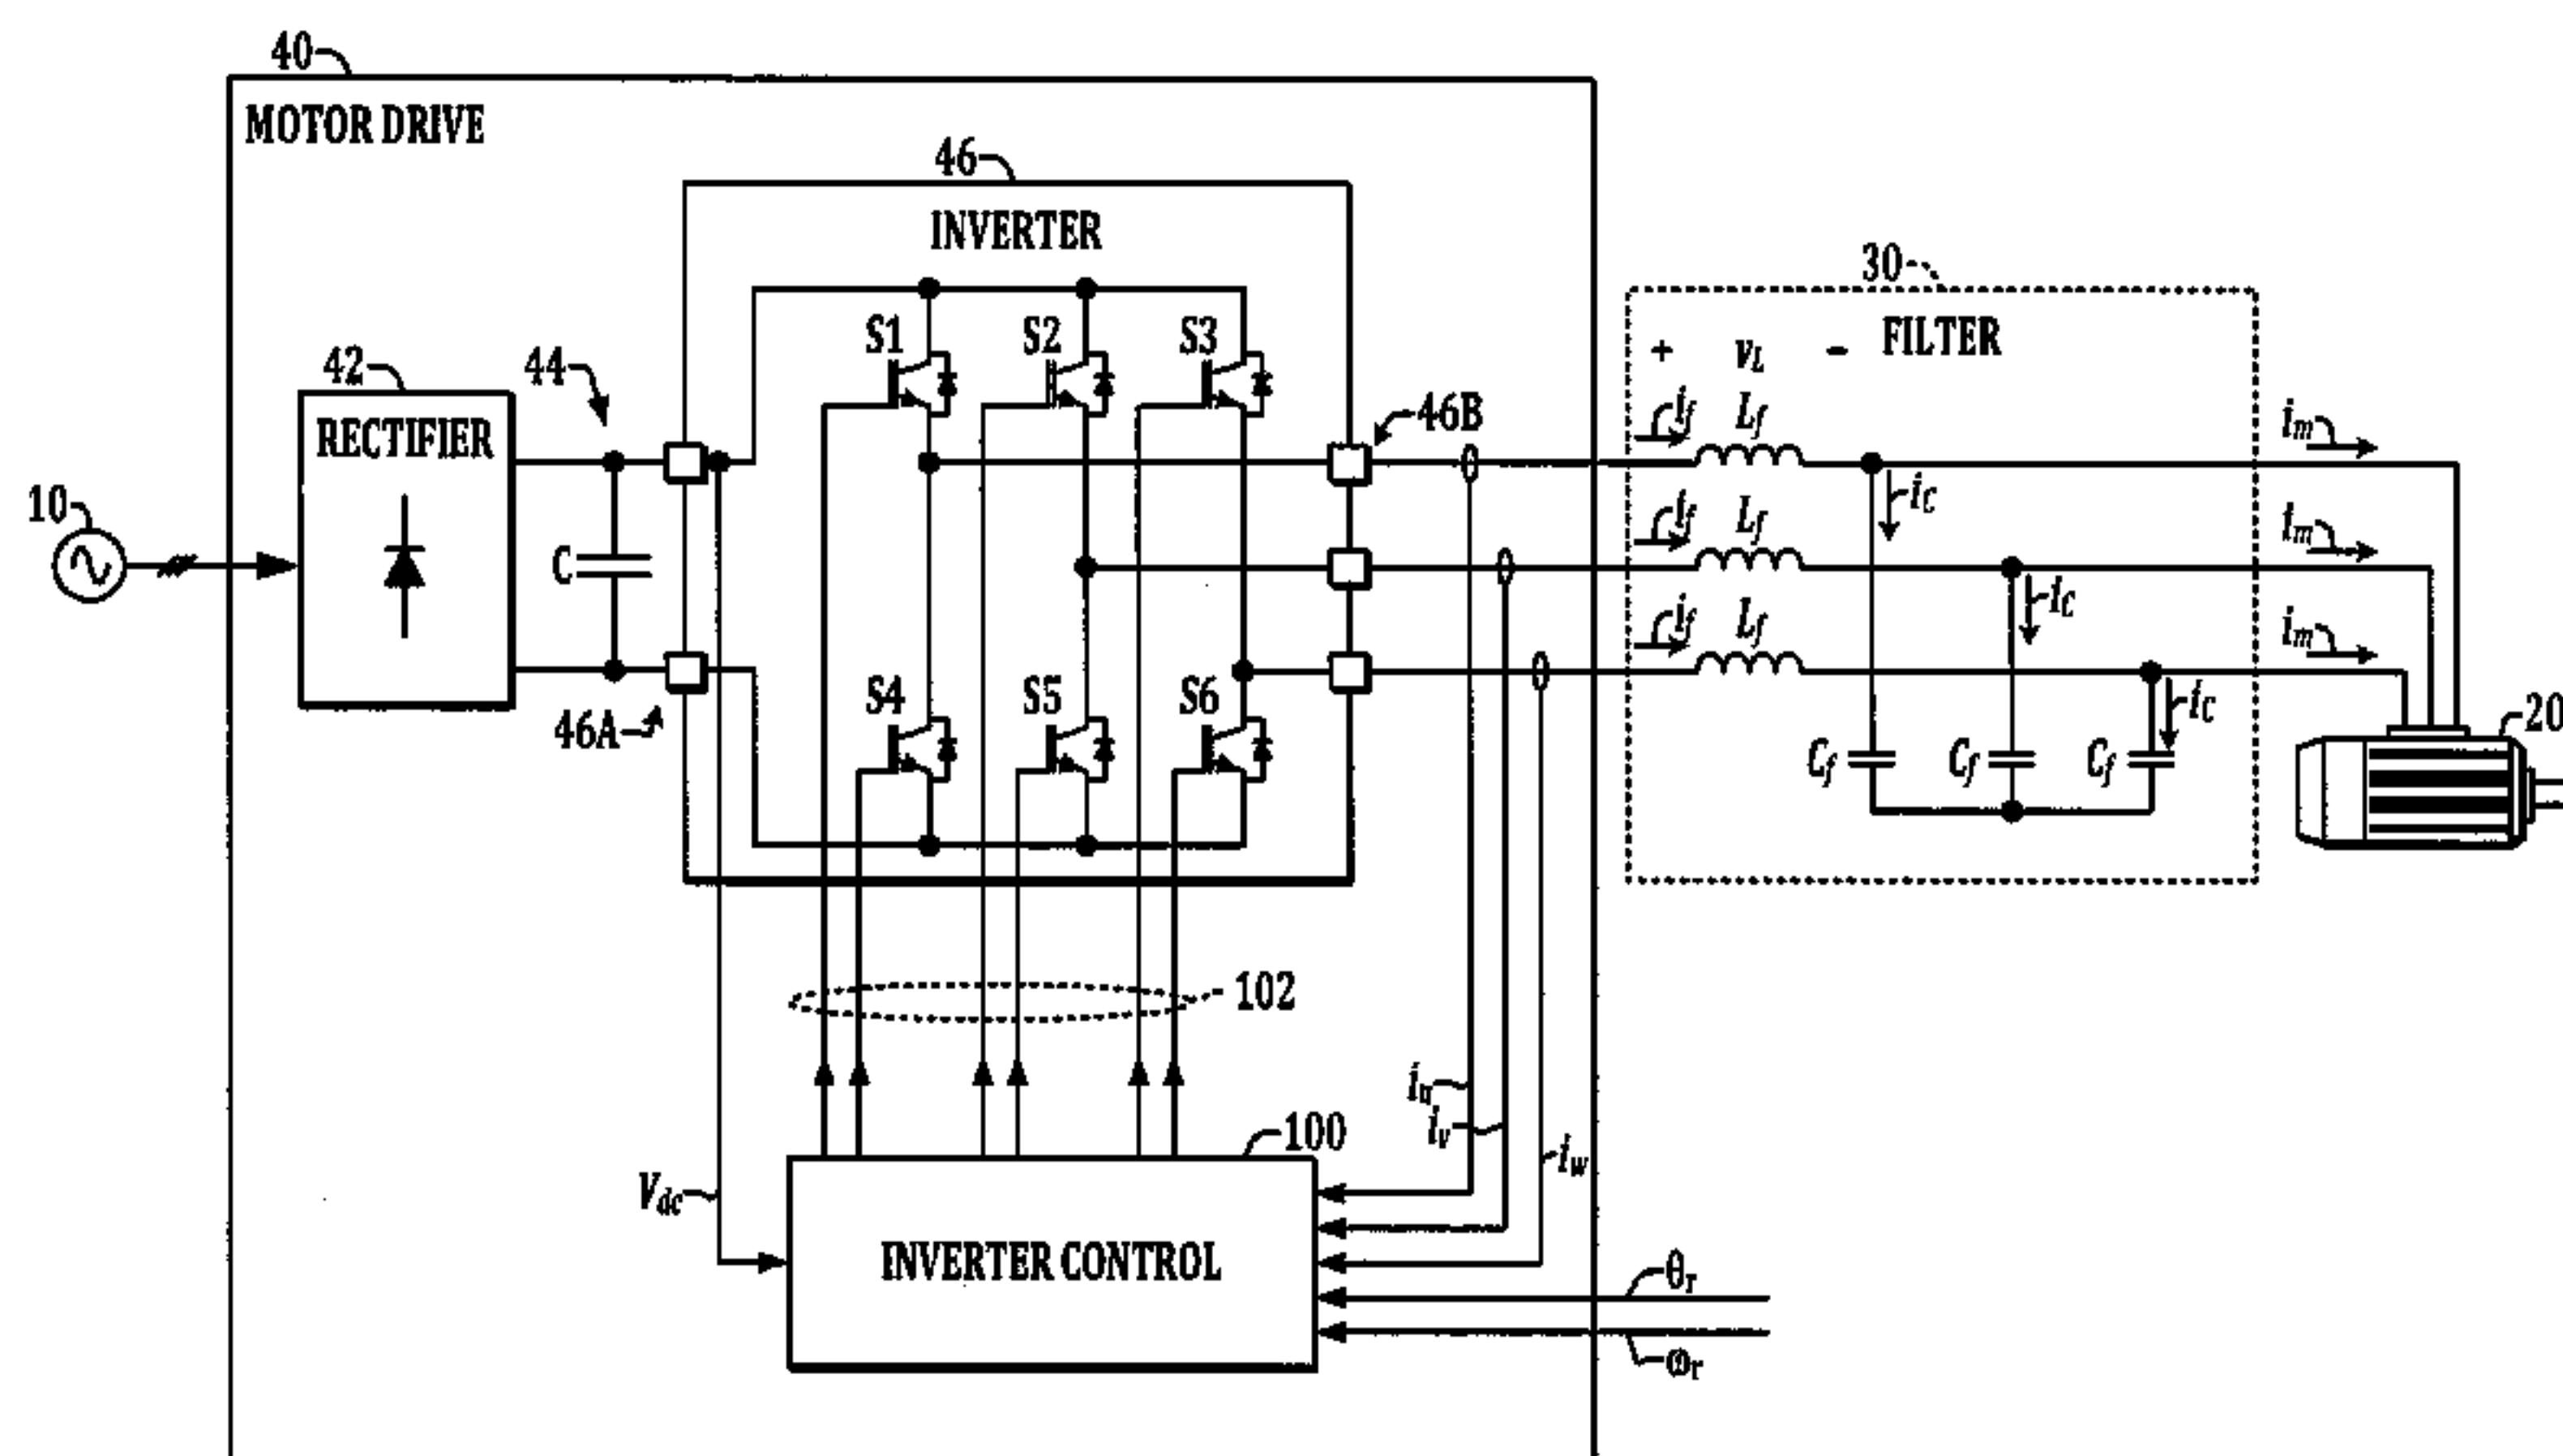 40
MOTOR DRIVE
46
INVERTER
30
FILTER
+ vL -
S1 S2 S3
42
44
RECTIFIER
46B
if Lf im
iC
10
if Lf im
C
iC
if Lf im
iC
S4 S5 S6
46A
20
Cf Cf Cf
102
iu
iv
100
iw
Vdc
INVERTER CONTROL
θr
ωr